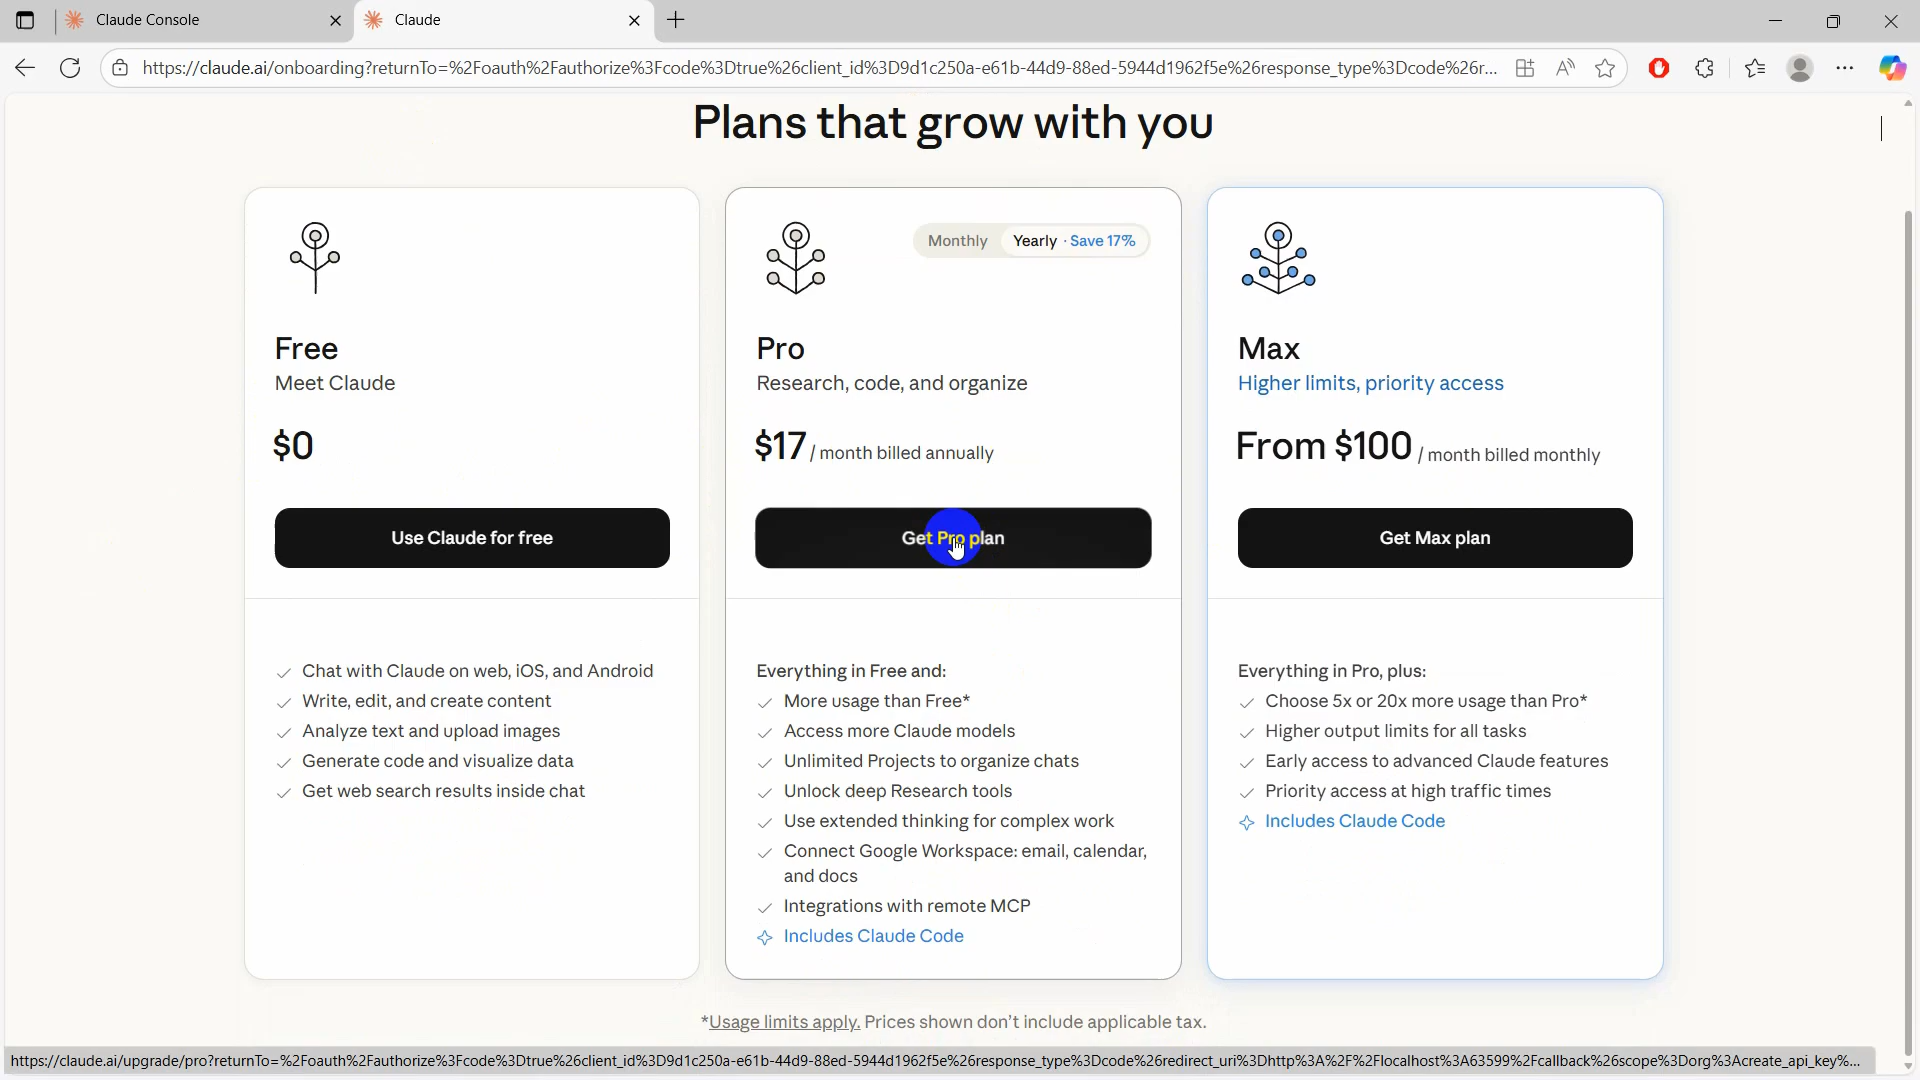 Claude Console
Claude
https://claude.ai/onboarding?returnTo=%2Foauth%2Fauthorize%3Fcode%3Dtrue%26client_id%3D9d1c250a-e61b-44d9-88ed-5944d1962f5e%26response_type%3Dcode%26r...
Plans that grow with you
Free
Meet Claude
$0
Use Claude for free
Chat with Claude on web, iOS, and Android
Write, edit, and create content
Analyze text and upload images
Generate code and visualize data
Get web search results inside chat
Monthly Yearly · Save 17%
Pro
Research, code, and organize
$17 / month billed annually
Get Pro plan
Everything in Free and:
More usage than Free*
Access more Claude models
Unlimited Projects to organize chats
Unlock deep Research tools
Use extended thinking for complex work
Connect Google Workspace: email, calendar,
and docs
Integrations with remote MCP
Includes Claude Code
Max
Higher limits, priority access
From $100 / month billed monthly
Get Max plan
Everything in Pro, plus:
Choose 5x or 20x more usage than Pro*
Higher output limits for all tasks
Early access to advanced Claude features
Priority access at high traffic times
Includes Claude Code
*Usage limits apply. Prices shown don't include applicable tax.
https://claude.ai/upgrade/pro?returnTo=%2Foauth%2Fauthorize%3Fcode%3Dtrue%26client_id%3D9d1c250a-e61b-44d9-88ed-5944d1962f5e%26response_type%3Dcode%26redirect_uri%3Dhttp%3A%2F%2Flocalhost%3A63599%2Fcallback%26scope%3Dorg%3Acreate_api_key%...